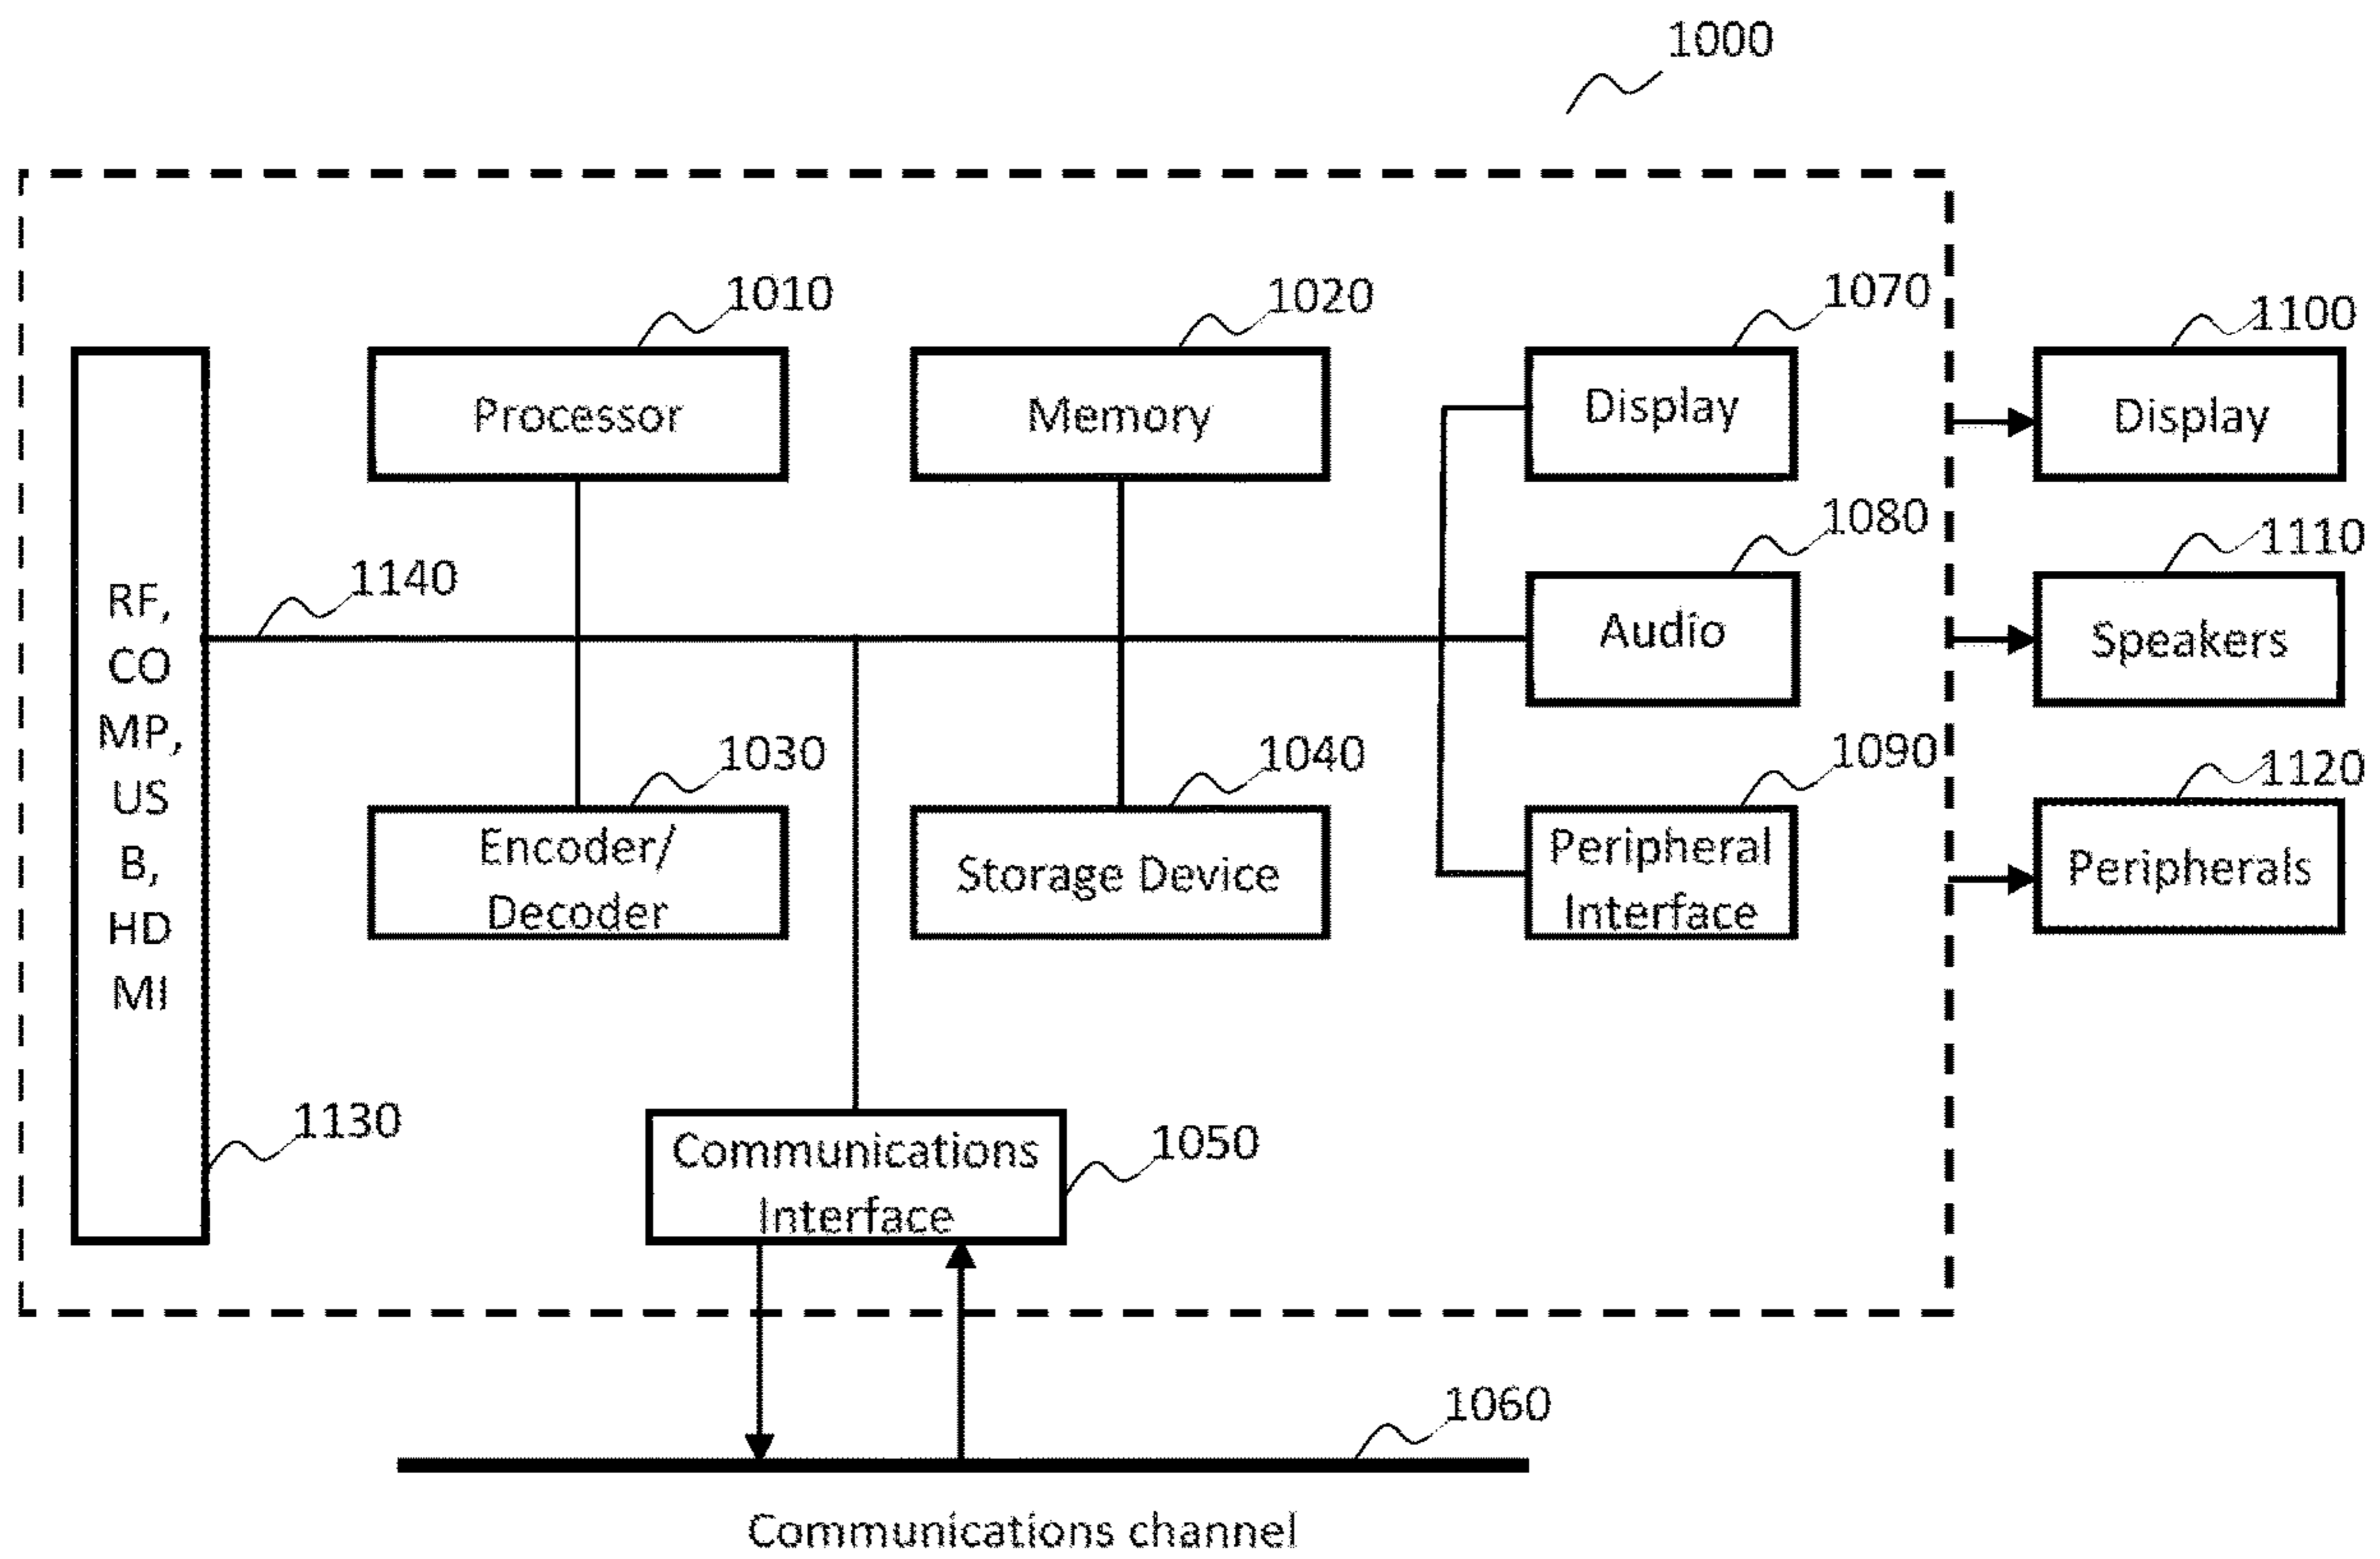 1000
1010
1020
1070
1100
Processor
Memory
Display
Display
1080
1110
1140
Audio
Speakers
RF,
CO
MP,
US
B,
HD
MI
1030
1040
1090
1120
Encoder/
Decoder
Storage Device
Peripheral
Interface
Peripherals
1130
Communications
Interface
1050
1060
Communications channel